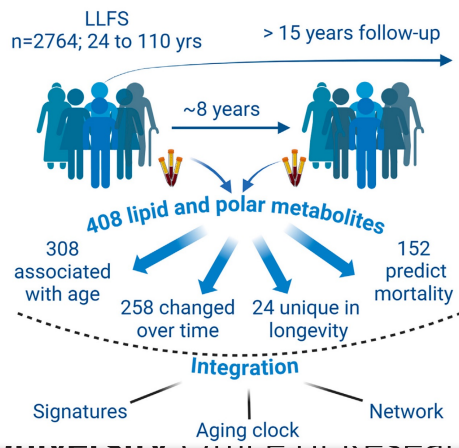 LLFS
n=2764; 24 to 110 yrs
> 15 years follow-up
~8 years
408 lipid and polar metabolites
308
associated
with age
258 changed
over time
24 unique in
longevity
152
predict
mortality
Integration
Signatures
Aging clock
Network